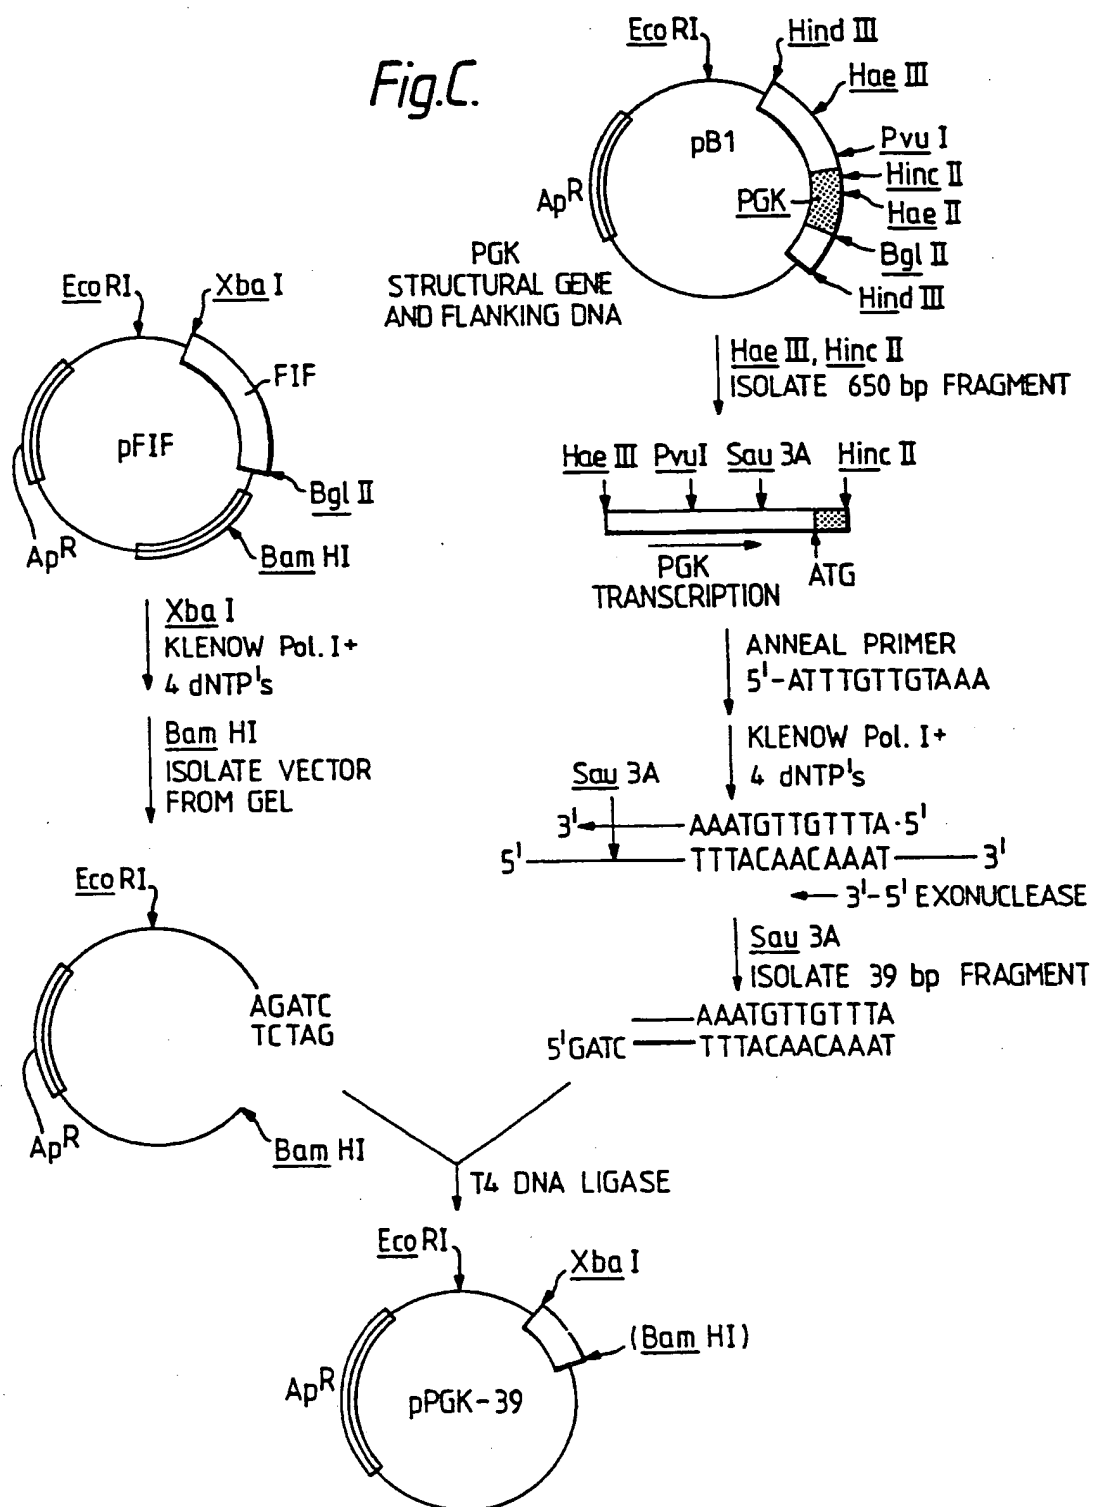 Fig.C.
Eco RI
Hind III
Hae III
Pvu I
Hinc II
Hae II
Bgl II
Hind III
pB1
PGK
ApR
PGK
STRUCTURAL GENE
AND FLANKING DNA
Hae III, Hinc II
ISOLATE 650 bp FRAGMENT
Eco RI
Xba I
FIF
pFIF
Bgl II
Bam HI
ApR
Hae III PvuI Sau 3A Hinc II
PGK
TRANSCRIPTION
ATG
Xba I
KLENOW Pol. I+
4 dNTP's
Bam HI
ISOLATE VECTOR
FROM GEL
ANNEAL PRIMER
5'-ATTTGTTGTAAA
KLENOW Pol. I+
4 dNTP's
Sau 3A
3' AAATGTTGTTTA·5'
5' TTTACAACAAAT 3'
3'-5' EXONUCLEASE
Sau 3A
ISOLATE 39 bp FRAGMENT
AAATGTTGTTTA
5'GATC TTTACAACAAAT
Eco RI
AGATC
TCTAG
ApR
Bam HI
T4 DNA LIGASE
Eco RI
Xba I
(Bam HI)
ApR
pPGK-39